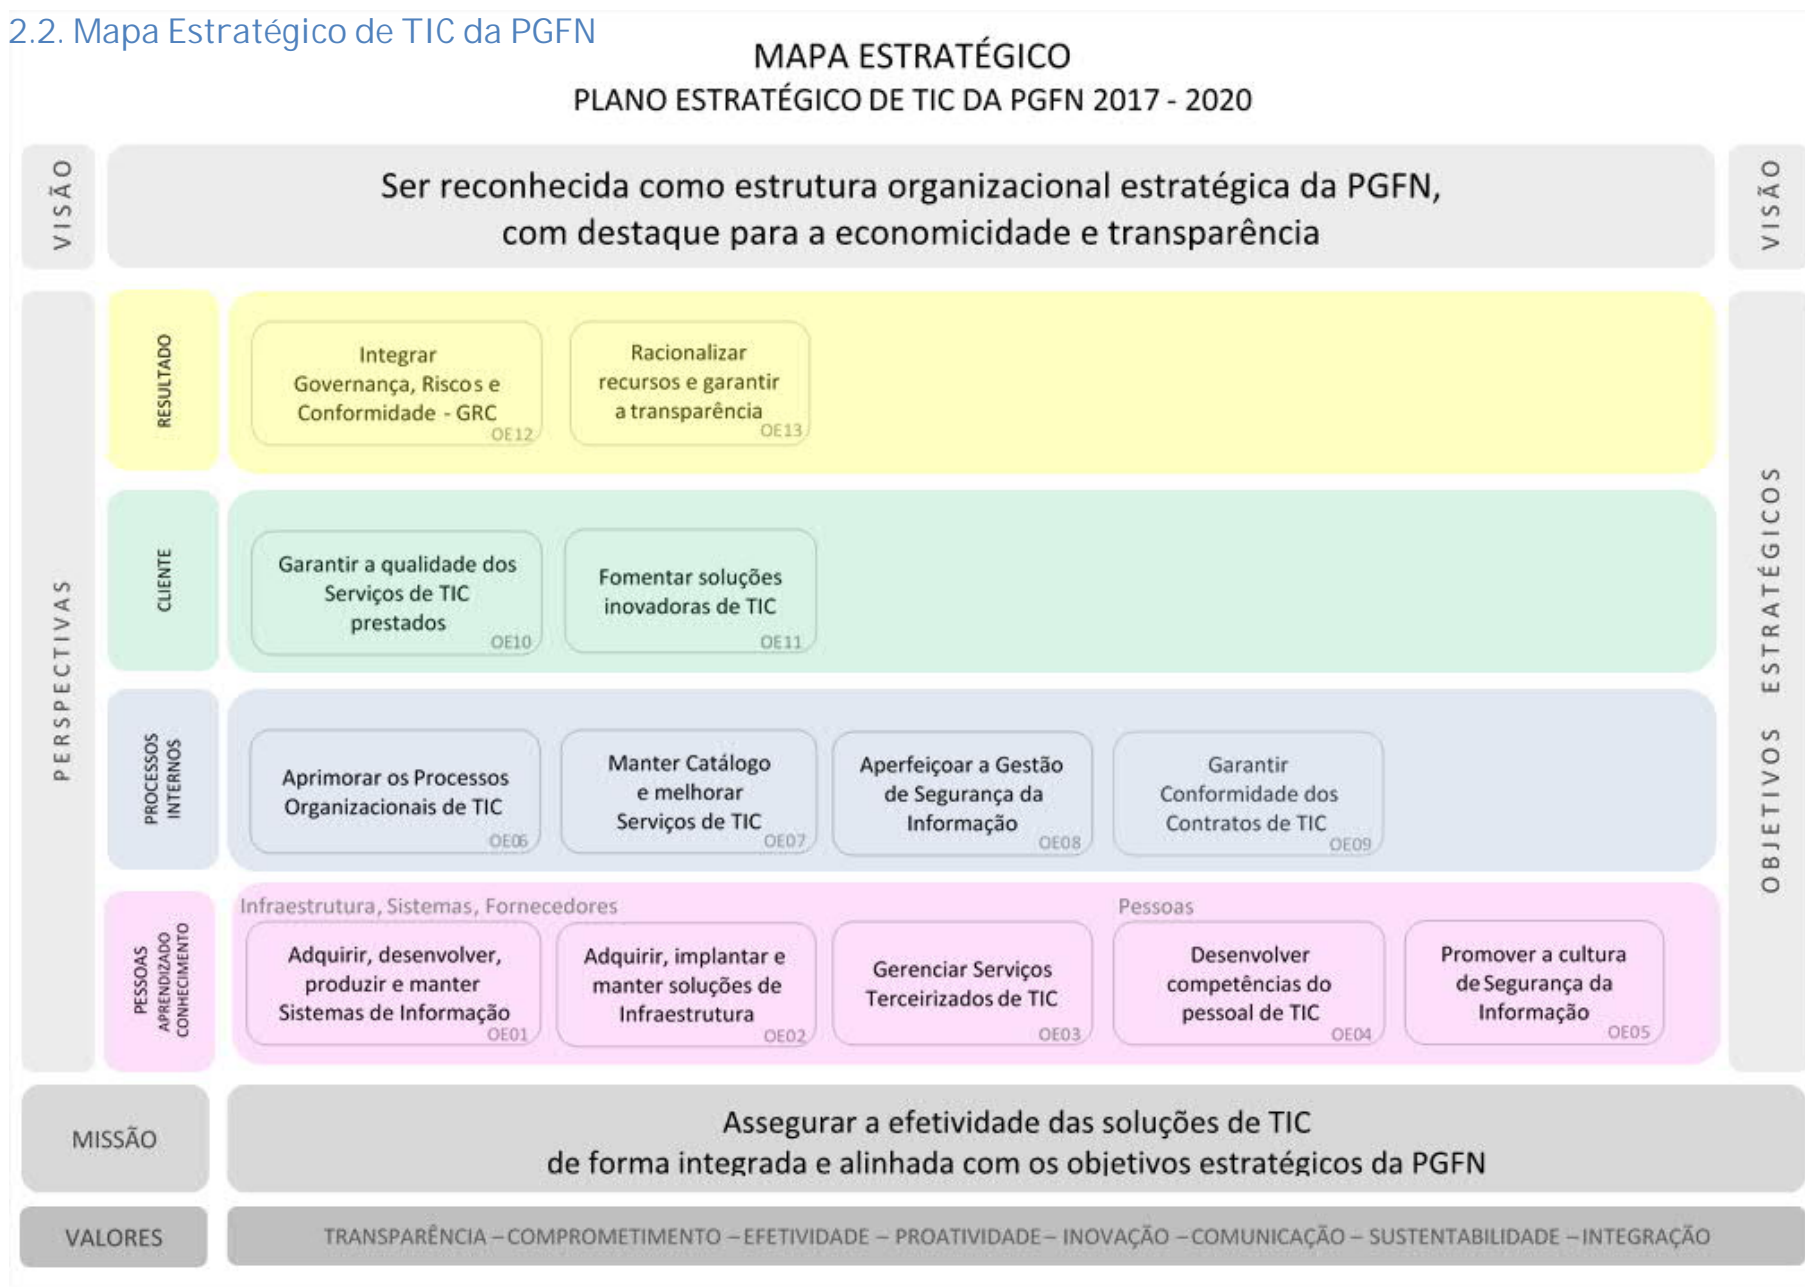 2.2. Mapa Estratégico de TIC da PGFN
MAPA ESTRATÉGICO
PLANO ESTRATÉGICO DE TIC DA PGFN 2017 - 2020
VISÃO
Ser reconhecida como estrutura organizacional estratégica da PGFN,
com destaque para a economicidade e transparência
VISÃO
PERSPECTIVAS
OBJETIVOS ESTRATÉGICOS
RESULTADO
Integrar
Governança, Riscos e
Conformidade - GRC
OE12
Racionalizar
recursos e garantir
a transparência
OE13
CLIENTE
Garantir a qualidade dos
Serviços de TIC
prestados
OE10
Fomentar soluções
inovadoras de TIC
OE11
PROCESSOS
INTERNOS
Aprimorar os Processos
Organizacionais de TIC
OE06
Manter Catálogo
e melhorar
Serviços de TIC
OE07
Aperfeiçoar a Gestão
de Segurança da
Informação
OE08
Garantir
Conformidade dos
Contratos de TIC
OE09
PESSOAS
APRENDIZADO
CONHECIMENTO
Infraestrutura, Sistemas, Fornecedores
Adquirir, desenvolver,
produzir e manter
Sistemas de Informação
OE01
Adquirir, implantar e
manter soluções de
Infraestrutura
OE02
Gerenciar Serviços
Terceirizados de TIC
OE03
Pessoas
Desenvolver
competências do
pessoal de TIC
OE04
Promover a cultura
de Segurança da
Informação
OE05
MISSÃO
Assegurar a efetividade das soluções de TIC
de forma integrada e alinhada com os objetivos estratégicos da PGFN
VALORES
TRANSPARÊNCIA – COMPROMETIMENTO – EFETIVIDADE – PROATIVIDADE – INOVAÇÃO – COMUNICAÇÃO – SUSTENTABILIDADE – INTEGRAÇÃO